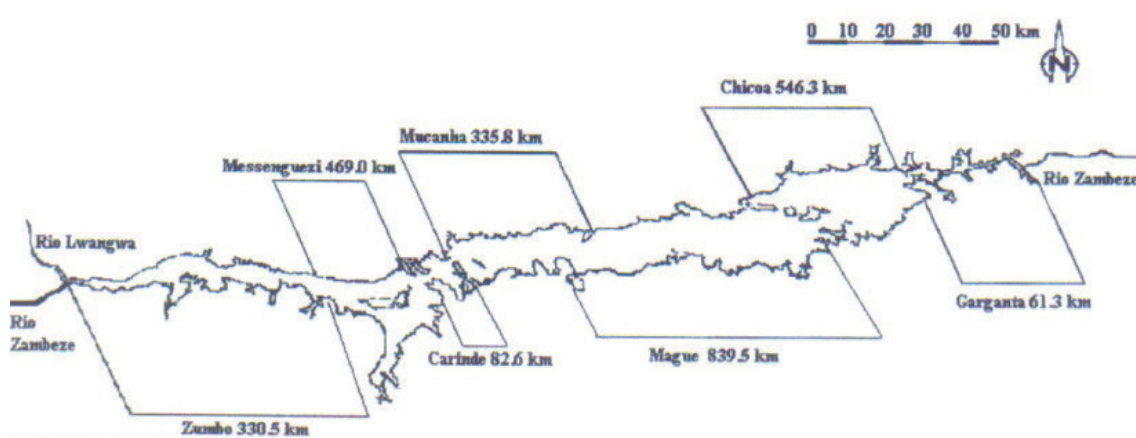 0 10 20 30 40 50 km
N
Chicoa 546.3 km
Mucanha 335.8 km
Messenguezi 469.0 km
Rio Zambeze
Rio Lwangwa
Garganta 61.3 km
Rio
Zambeze
Carinde 82.6 km
Mague 839.5 km
Zumbo 330.5 km